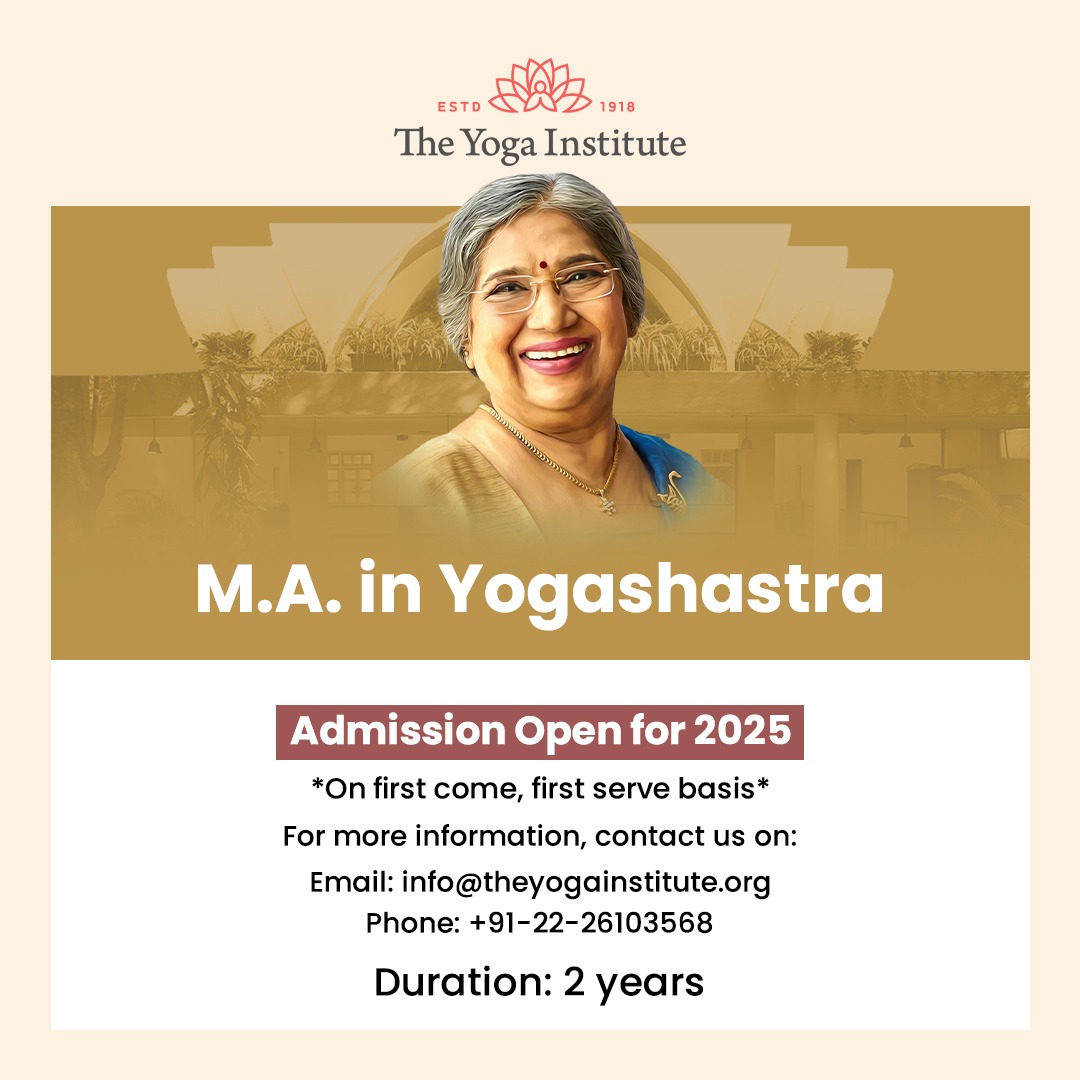 ESTD 1918
The Yoga Institute
M.A. in Yogashastra
Admission Open for 2025
*On first come, first serve basis*
For more information, contact us on:
Email: info@theyogainstitute.org
Phone: +91-22-26103568
Duration: 2 years